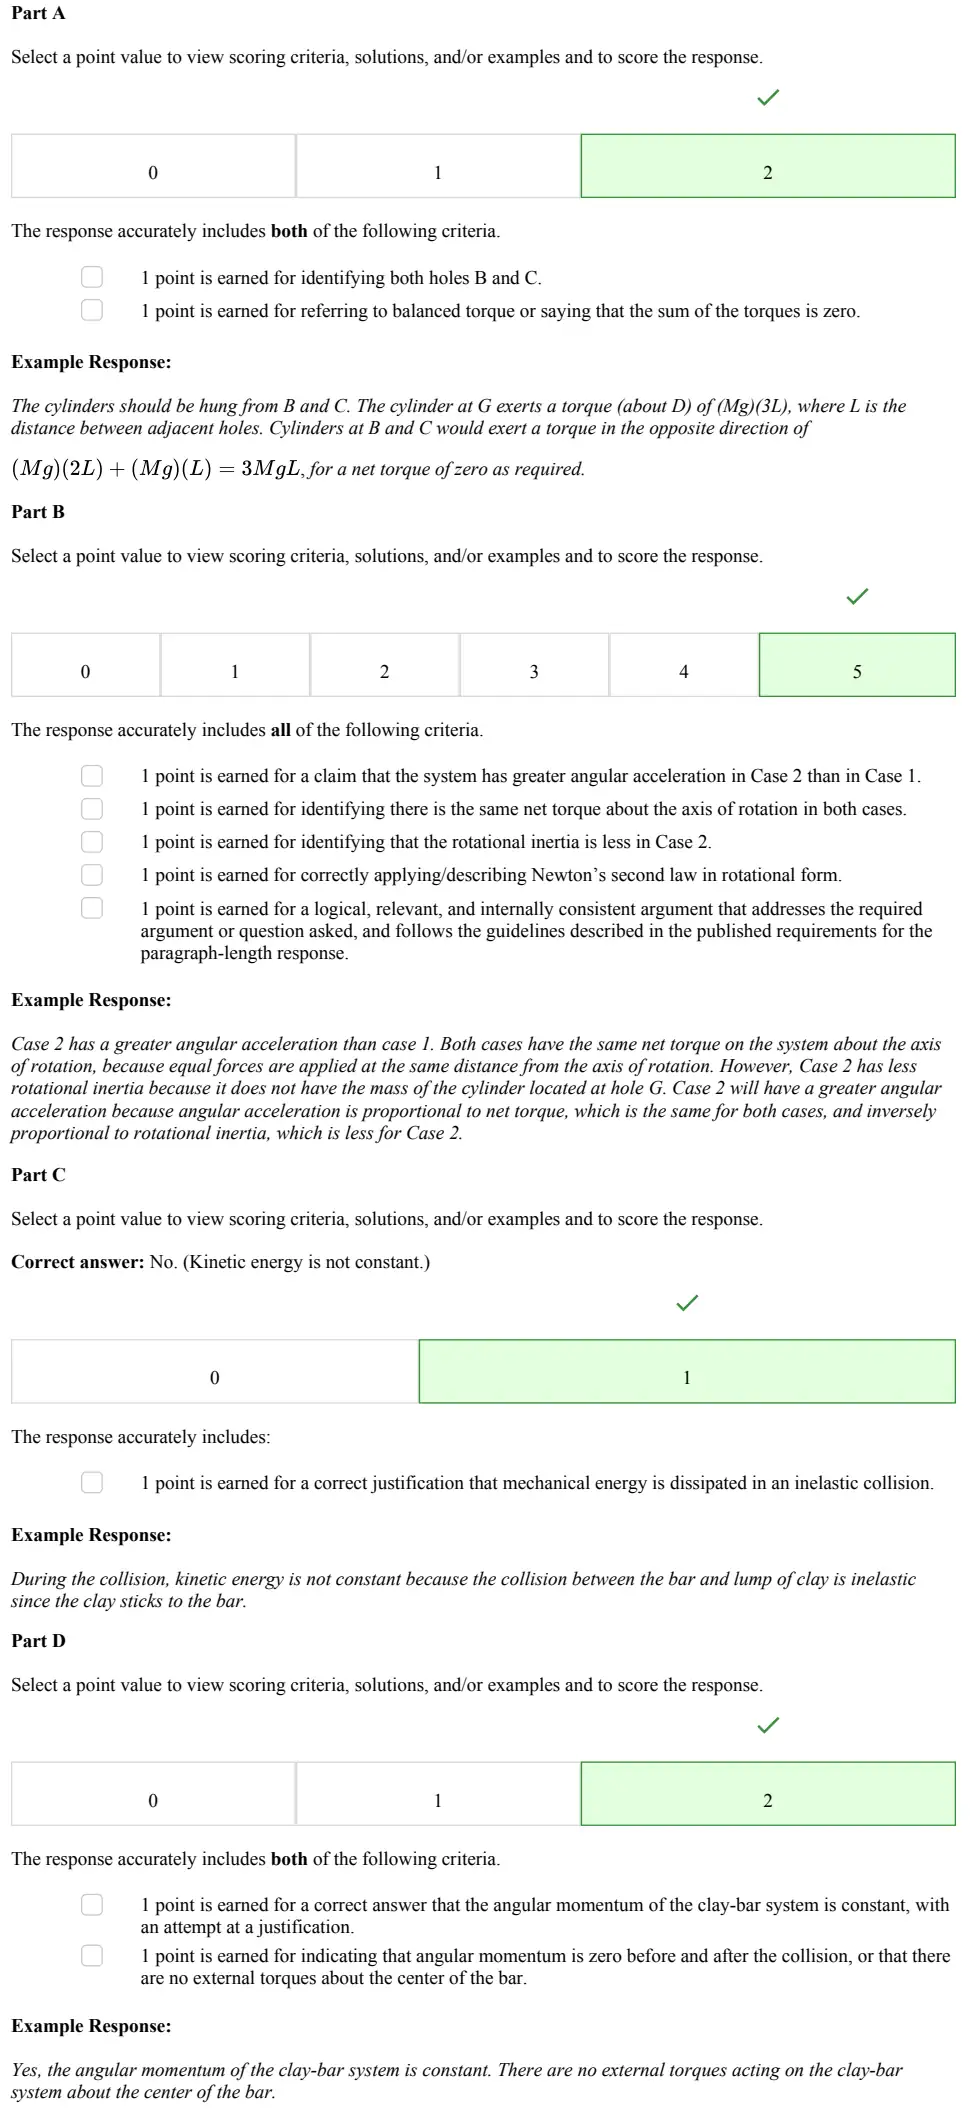 Part A
Select a point value to view scoring criteria, solutions, and/or examples and to score the response.
0 1 2
The response accurately includes both of the following criteria.
1 point is earned for identifying both holes B and C.
1 point is earned for referring to balanced torque or saying that the sum of the torques is zero.
Example Response:
The cylinders should be hung from B and C. The cylinder at G exerts a torque (about D) of (Mg)(3L), where L is the
distance between adjacent holes. Cylinders at B and C would exert a torque in the opposite direction of
(Mg)(2L) + (Mg)(L) = 3MgL, for a net torque of zero as required.
Part B
Select a point value to view scoring criteria, solutions, and/or examples and to score the response.
0 1 2 3 4 5
The response accurately includes all of the following criteria.
1 point is earned for a claim that the system has greater angular acceleration in Case 2 than in Case 1.
1 point is earned for identifying there is the same net torque about the axis of rotation in both cases.
1 point is earned for identifying that the rotational inertia is less in Case 2.
1 point is earned for correctly applying/describing Newton’s second law in rotational form.
1 point is earned for a logical, relevant, and internally consistent argument that addresses the required
argument or question asked, and follows the guidelines described in the published requirements for the
paragraph-length response.
Example Response:
Case 2 has a greater angular acceleration than case 1. Both cases have the same net torque on the system about the axis
of rotation, because equal forces are applied at the same distance from the axis of rotation. However, Case 2 has less
rotational inertia because it does not have the mass of the cylinder located at hole G. Case 2 will have a greater angular
acceleration because angular acceleration is proportional to net torque, which is the same for both cases, and inversely
proportional to rotational inertia, which is less for Case 2.
Part C
Select a point value to view scoring criteria, solutions, and/or examples and to score the response.
Correct answer: No. (Kinetic energy is not constant.)
0 1
The response accurately includes:
1 point is earned for a correct justification that mechanical energy is dissipated in an inelastic collision.
Example Response:
During the collision, kinetic energy is not constant because the collision between the bar and lump of clay is inelastic
since the clay sticks to the bar.
Part D
Select a point value to view scoring criteria, solutions, and/or examples and to score the response.
0 1 2
The response accurately includes both of the following criteria.
1 point is earned for a correct answer that the angular momentum of the clay-bar system is constant, with
an attempt at a justification.
1 point is earned for indicating that angular momentum is zero before and after the collision, or that there
are no external torques about the center of the bar.
Example Response:
Yes, the angular momentum of the clay-bar system is constant. There are no external torques acting on the clay-bar
system about the center of the bar.